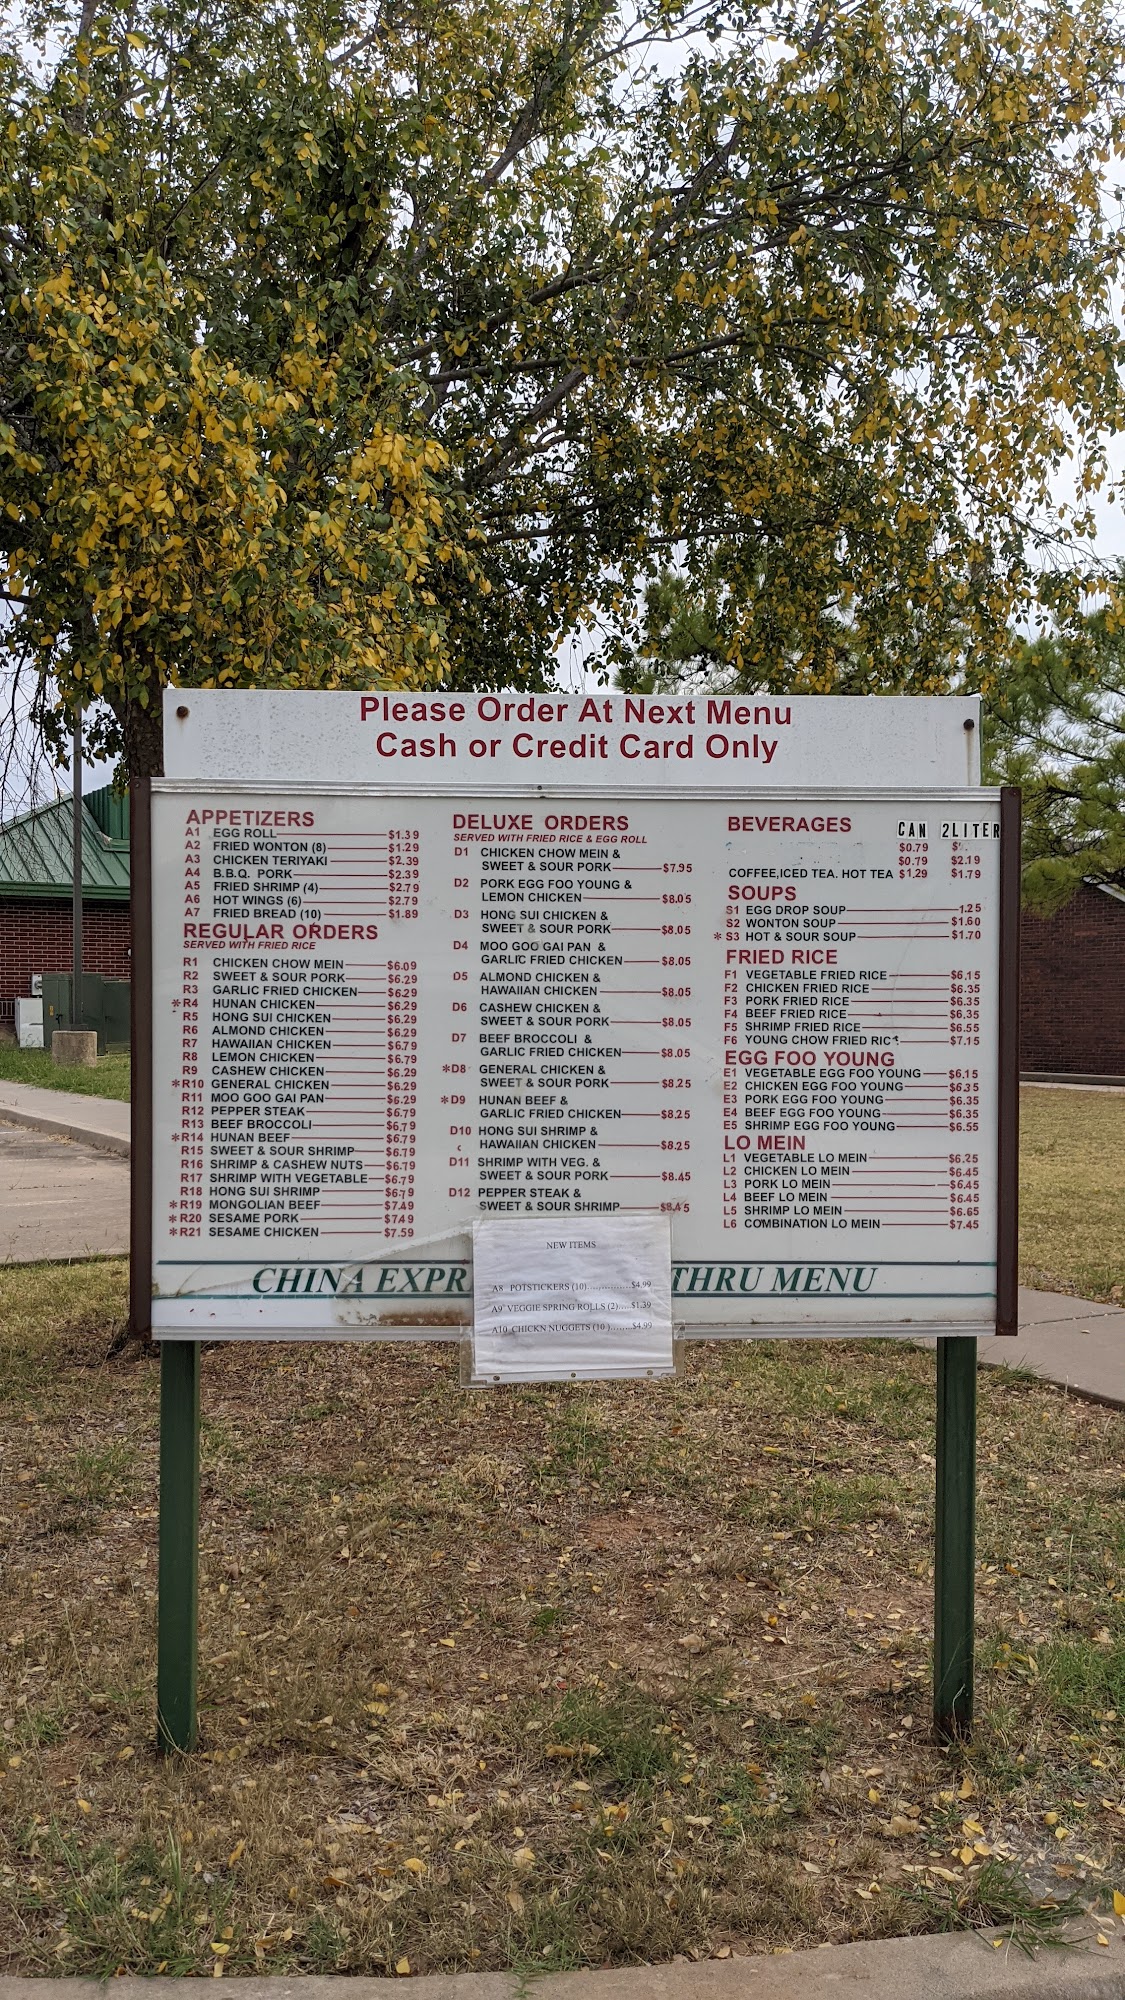 Please Order At Next Menu
Cash or Credit Card Only
APPETIZERS
A1 EGG ROLL $1.39
A2 FRIED WONTON (8) $1.29
A3 CHICKEN TERIYAKI $2.39
A4 B.B.Q. PORK $2.39
A5 FRIED SHRIMP (4) $2.79
A6 HOT WINGS (6) $2.79
A7 FRIED BREAD (10) $1.89
REGULAR ORDERS
SERVED WITH FRIED RICE
R1 CHICKEN CHOW MEIN $6.09
R2 SWEET & SOUR PORK $6.29
R3 GARLIC FRIED CHICKEN $6.29
*R4 HUNAN CHICKEN $6.29
R5 HONG SUI CHICKEN $6.29
R6 ALMOND CHICKEN $6.29
R7 HAWAIIAN CHICKEN $6.79
R8 LEMON CHICKEN $6.79
R9 CASHEW CHICKEN $6.29
*R10 GENERAL CHICKEN $6.29
R11 MOO GOO GAI PAN $6.29
R12 PEPPER STEAK $6.79
R13 BEEF BROCCOLI $6.79
*R14 HUNAN BEEF $6.79
R15 SWEET & SOUR SHRIMP $6.79
R16 SHRIMP & CASHEW NUTS $6.79
R17 SHRIMP WITH VEGETABLE $6.79
R18 HONG SUI SHRIMP $6.79
*R19 MONGOLIAN BEEF $7.49
*R20 SESAME PORK $7.49
*R21 SESAME CHICKEN $7.59
DELUXE ORDERS
SERVED WITH FRIED RICE & EGG ROLL
D1 CHICKEN CHOW MEIN &
SWEET & SOUR PORK $7.95
D2 PORK EGG FOO YOUNG &
LEMON CHICKEN $8.05
D3 HONG SUI CHICKEN &
SWEET & SOUR PORK $8.05
D4 MOO GOO GAI PAN &
GARLIC FRIED CHICKEN $8.05
D5 ALMOND CHICKEN &
HAWAIIAN CHICKEN $8.05
D6 CASHEW CHICKEN &
SWEET & SOUR PORK $8.05
D7 BEEF BROCCOLI &
GARLIC FRIED CHICKEN $8.05
*D8 GENERAL CHICKEN &
SWEET & SOUR PORK $8.25
*D9 HUNAN BEEF &
GARLIC FRIED CHICKEN $8.25
D10 HONG SUI SHRIMP &
HAWAIIAN CHICKEN $8.25
D11 SHRIMP WITH VEG. &
SWEET & SOUR PORK $8.45
D12 PEPPER STEAK &
SWEET & SOUR SHRIMP $8.45
BEVERAGES CAN 2LITER
$0.79
$0.79 $2.19
COFFEE,ICED TEA. HOT TEA $1.29 $1.79
SOUPS
S1 EGG DROP SOUP 1.25
S2 WONTON SOUP $1.60
*S3 HOT & SOUR SOUP $1.70
FRIED RICE
F1 VEGETABLE FRIED RICE $6.15
F2 CHICKEN FRIED RICE $6.35
F3 PORK FRIED RICE $6.35
F4 BEEF FRIED RICE $6.35
F5 SHRIMP FRIED RICE $6.55
F6 YOUNG CHOW FRIED RICE $7.15
EGG FOO YOUNG
E1 VEGETABLE EGG FOO YOUNG $6.15
E2 CHICKEN EGG FOO YOUNG $6.35
E3 PORK EGG FOO YOUNG $6.35
E4 BEEF EGG FOO YOUNG $6.35
E5 SHRIMP EGG FOO YOUNG $6.55
LO MEIN
L1 VEGETABLE LO MEIN $6.25
L2 CHICKEN LO MEIN $6.45
L3 PORK LO MEIN $6.45
L4 BEEF LO MEIN $6.45
L5 SHRIMP LO MEIN $6.65
L6 COMBINATION LO MEIN $7.45
CHINA EXPR THRU MENU
NEW ITEMS
A8 POTSTICKERS (10)...............$4.99
A9 VEGGIE SPRING ROLLS (2).....$1.39
A10 CHICKN NUGGETS (10 )........$4.99